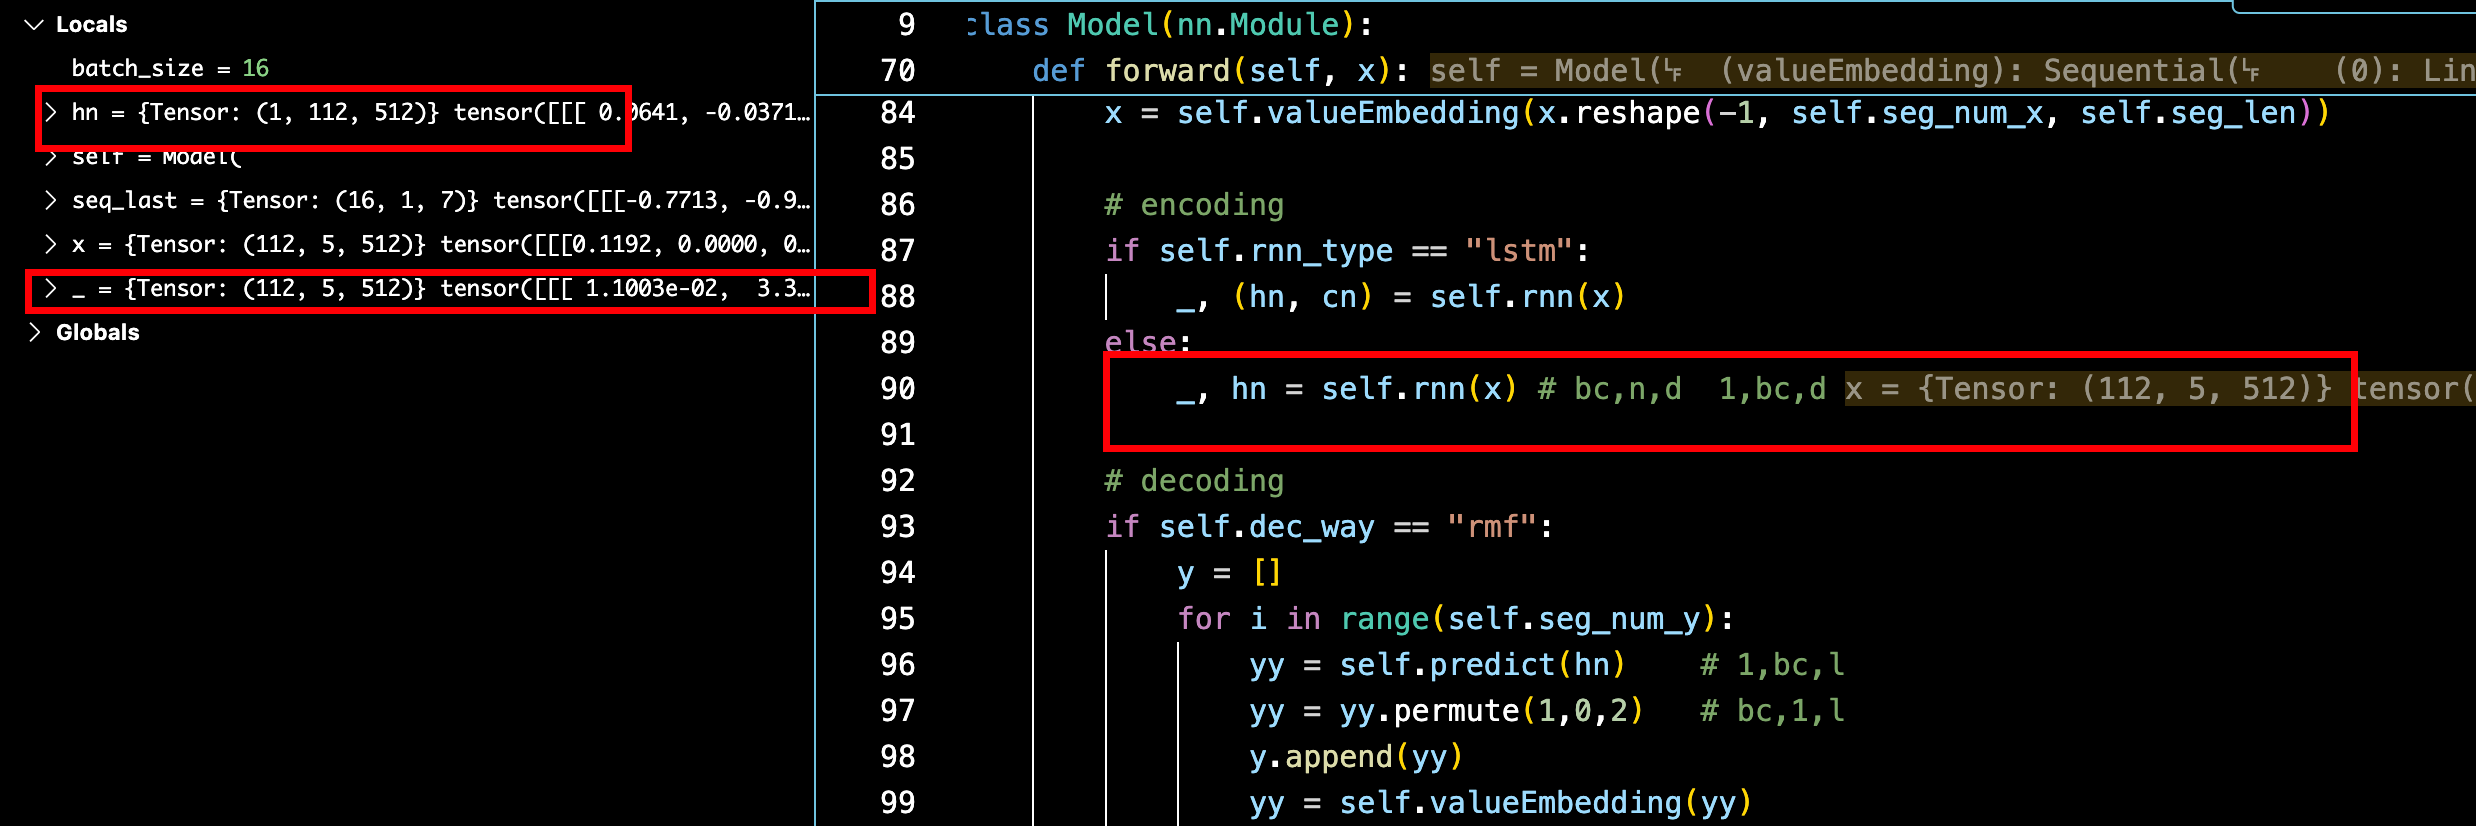 Locals
batch_size = 16
hn = {Tensor: (1, 112, 512)} tensor([[[ 0.0641, -0.0371...
self = Model(
seq_last = {Tensor: (16, 1, 7)} tensor([[[-0.7713, -0.9...
x = {Tensor: (112, 5, 512)} tensor([[[0.1192, 0.0000, 0...
_ = {Tensor: (112, 5, 512)} tensor([[[ 1.1003e-02,  3.3...
Globals
9 class Model(nn.Module):
70 def forward(self, x): self = Model(␊  (valueEmbedding): Sequential(␊    (0): Lin
84 x = self.valueEmbedding(x.reshape(-1, self.seg_num_x, self.seg_len))
85
86 # encoding
87 if self.rnn_type == "lstm":
88 _, (hn, cn) = self.rnn(x)
89 else:
90 _, hn = self.rnn(x) # bc,n,d  1,bc,d x = {Tensor: (112, 5, 512)} tensor(
91
92 # decoding
93 if self.dec_way == "rmf":
94 y = []
95 for i in range(self.seg_num_y):
96 yy = self.predict(hn)    # 1,bc,l
97 yy = yy.permute(1,0,2)   # bc,1,l
98 y.append(yy)
99 yy = self.valueEmbedding(yy)